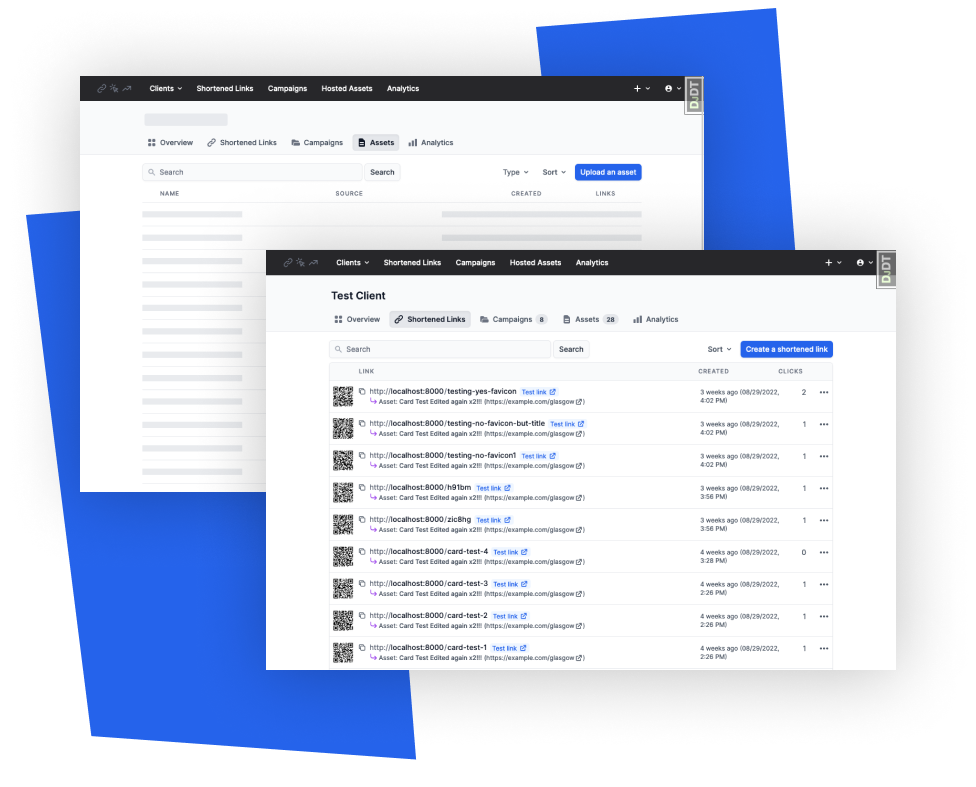 Clients Shortened Links Campaigns Hosted Assets Analytics
DJDT
Overview Shortened Links Campaigns Assets Analytics
Search Search Type Sort Upload an asset
NAME SOURCE CREATED LINKS
Clients Shortened Links Campaigns Hosted Assets Analytics
DJDT
Test Client
Overview Shortened Links Campaigns 8 Assets 28 Analytics
Search Search Sort Create a shortened link
LINK CREATED CLICKS
http://localhost:8000/testing-yes-favicon Test link 3 weeks ago (08/29/2022, 2
Asset: Card Test Edited again x2!!! (https://example.com/glasgow) 4:02 PM)
http://localhost:8000/testing-no-favicon-but-title Test link 3 weeks ago (08/29/2022, 1
Asset: Card Test Edited again x2!!! (https://example.com/glasgow) 4:02 PM)
http://localhost:8000/testing-no-favicon1 Test link 3 weeks ago (08/29/2022, 1
Asset: Card Test Edited again x2!!! (https://example.com/glasgow) 4:02 PM)
http://localhost:8000/h91bm Test link 3 weeks ago (08/29/2022, 1
Asset: Card Test Edited again x2!!! (https://example.com/glasgow) 3:56 PM)
http://localhost:8000/zic8hg Test link 3 weeks ago (08/29/2022, 1
Asset: Card Test Edited again x2!!! (https://example.com/glasgow) 3:56 PM)
http://localhost:8000/card-test-4 Test link 4 weeks ago (08/29/2022, 0
Asset: Card Test Edited again x2!!! (https://example.com/glasgow) 3:28 PM)
http://localhost:8000/card-test-3 Test link 4 weeks ago (08/29/2022, 1
Asset: Card Test Edited again x2!!! (https://example.com/glasgow) 2:26 PM)
http://localhost:8000/card-test-2 Test link 4 weeks ago (08/29/2022, 1
Asset: Card Test Edited again x2!!! (https://example.com/glasgow) 2:26 PM)
http://localhost:8000/card-test-1 Test link 4 weeks ago (08/29/2022, 1
Asset: Card Test Edited again x2!!! (https://example.com/glasgow) 2:26 PM)